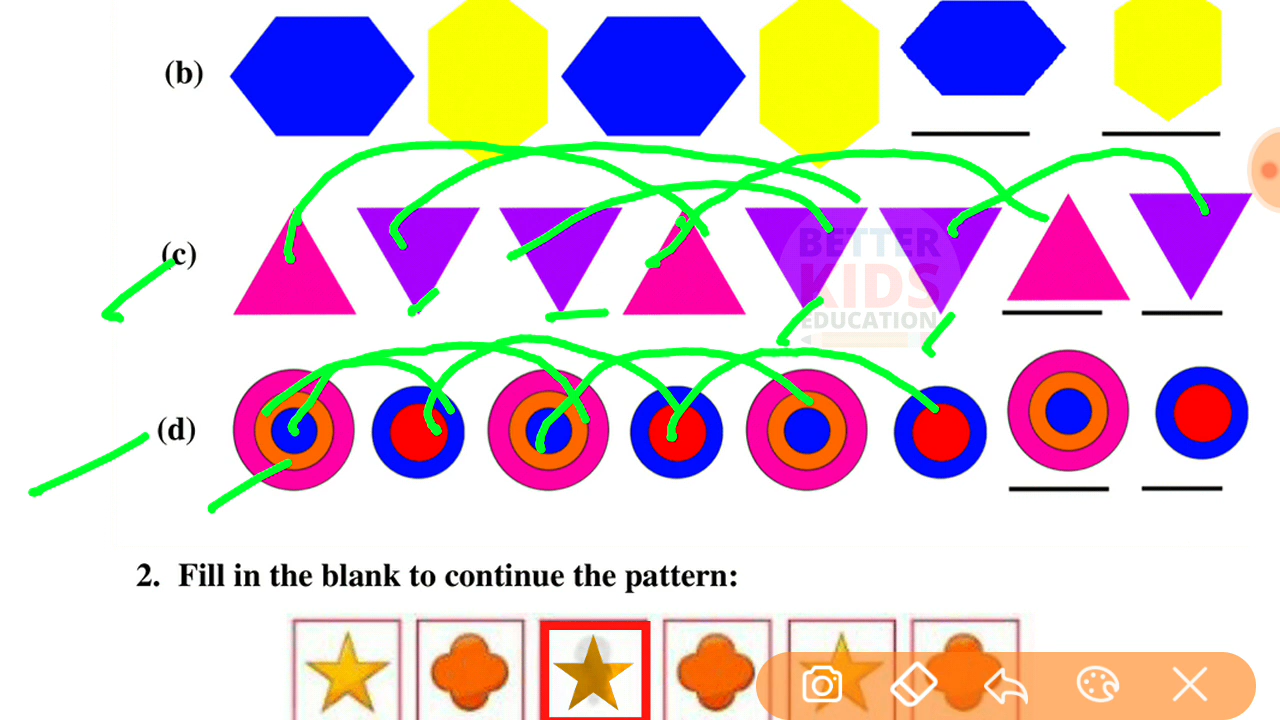 (b)
(c)
BETTER
KIDS
EDUCATION
(d)
2. Fill in the blank to continue the pattern: